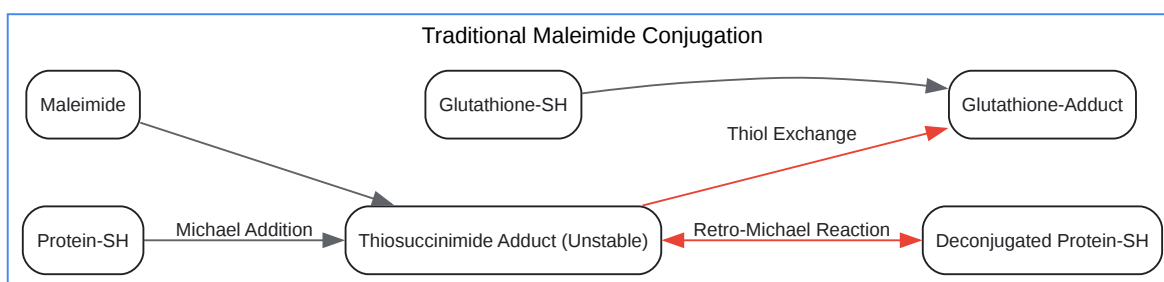 Traditional Maleimide Conjugation
Maleimide
Glutathione-SH
Glutathione-Adduct
Thiol Exchange
Protein-SH
Michael Addition
Thiosuccinimide Adduct (Unstable)
Retro-Michael Reaction
Deconjugated Protein-SH